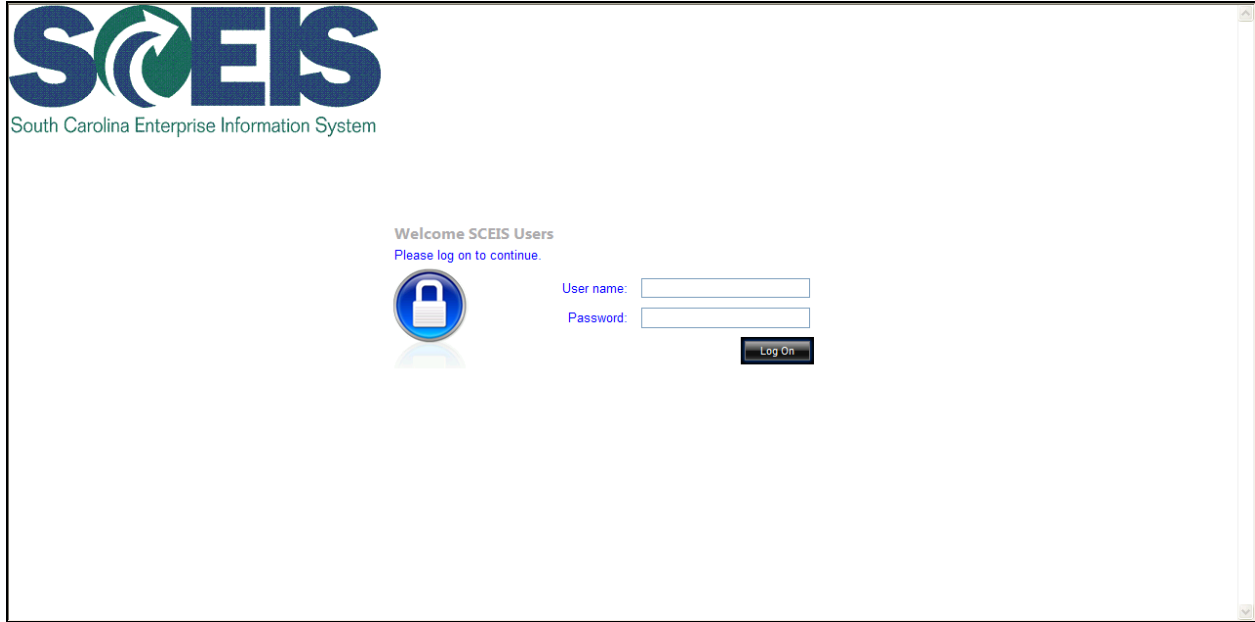 SCEIS
South Carolina Enterprise Information System
Welcome SCEIS Users
Please log on to continue.
User name:
Password:
Log On